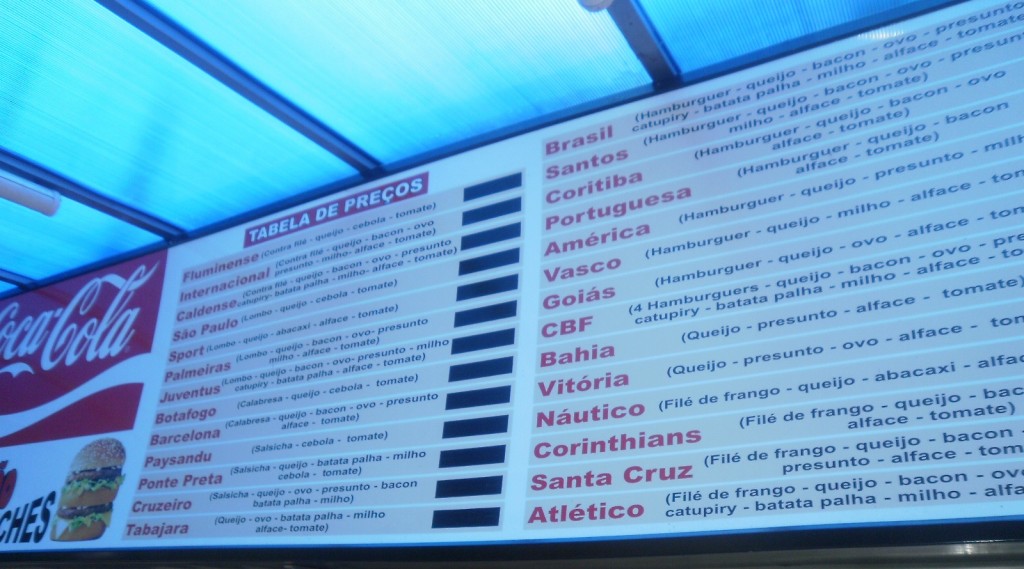 Coca-Cola
CHES
TABELA DE PREÇOS
Fluminense (Contra filé - queijo - cebola - tomate)
Internacional (Contra filé - queijo - bacon - ovo
presunto - milho- alface - tomate)
Caldense (Contra filé - queijo - bacon - ovo - presunto
catupiry- batata palha - milho- alface - tomate)
São Paulo (Lombo - queijo - cebola - tomate)
Sport (Lombo - queijo - abacaxi - alface - tomate)
Palmeiras (Lombo - queijo - bacon - ovo- presunto
milho - alface - tomate)
Juventus (Lombo - queijo - bacon - ovo- presunto - milho
catupiry - batata palha - alface - tomate)
Botafogo (Calabresa - queijo - cebola - tomate)
Barcelona (Calabresa - queijo - bacon - ovo - presunto
alface - tomate)
Paysandu (Salsicha - cebola - tomate)
Ponte Preta (Salsicha - queijo - batata palha - milho
cebola - tomate)
Cruzeiro (Salsicha - queijo - ovo - presunto - bacon
batata palha - milho)
Tabajara (Queijo - ovo - batata palha - milho
alface- tomate)
Brasil (Hamburguer - queijo - bacon - ovo - presunto
catupiry - batata palha - milho - alface - tomate)
Santos (Hamburguer - queijo - bacon - ovo - presun
milho - alface - tomate)
Coritiba (Hamburguer - queijo - bacon - ovo
alface - tomate)
Portuguesa (Hamburguer - queijo - bacon
alface - tomate)
América (Hamburguer - queijo - presunto - milh
Vasco (Hamburguer - queijo - milho - alface - ton
Goiás (Hamburguer - queijo - ovo - alface - tom
CBF (4 Hamburguers - queijo - bacon - ovo - pre
catupiry - batata palha - milho - alface - to
Bahia (Queijo - presunto - alface - tomate)
Vitória (Queijo - presunto - ovo - alface - tom
Náutico (Filé de frango - queijo - abacaxi - alfac
Corinthians (Filé de frango - queijo - bac
alface - tomate)
Santa Cruz (Filé de frango - queijo - bacon -
presunto - alface - tom
Atlético (Filé de frango - queijo - bacon - ovo
catupiry - batata palha - milho - alfa